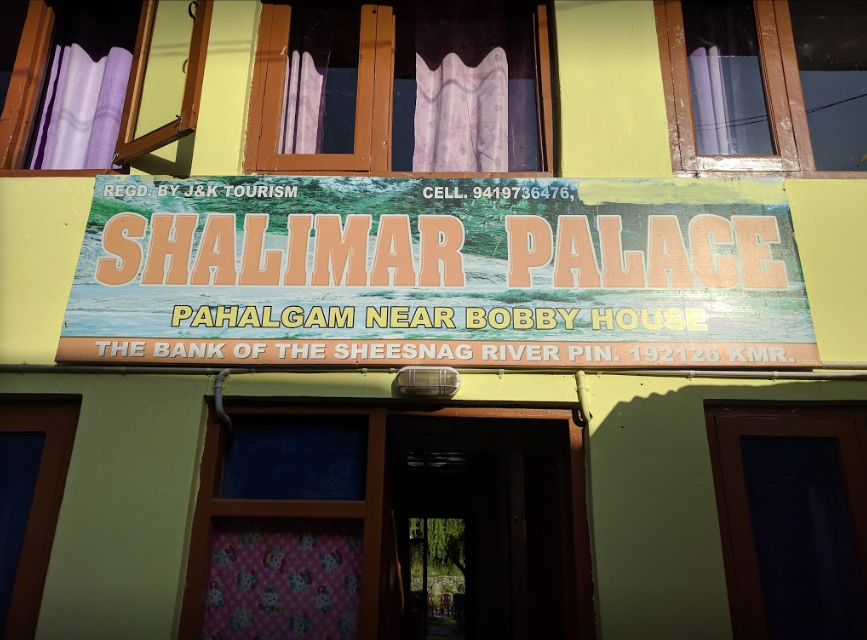 REGD. BY J&K TOURISM CELL. 9419736476,
SHALIMAR PALACE
PAHALGAM NEAR BOBBY HOUSE
THE BANK OF THE SHEESNAG RIVER PIN. 192126 KMR.